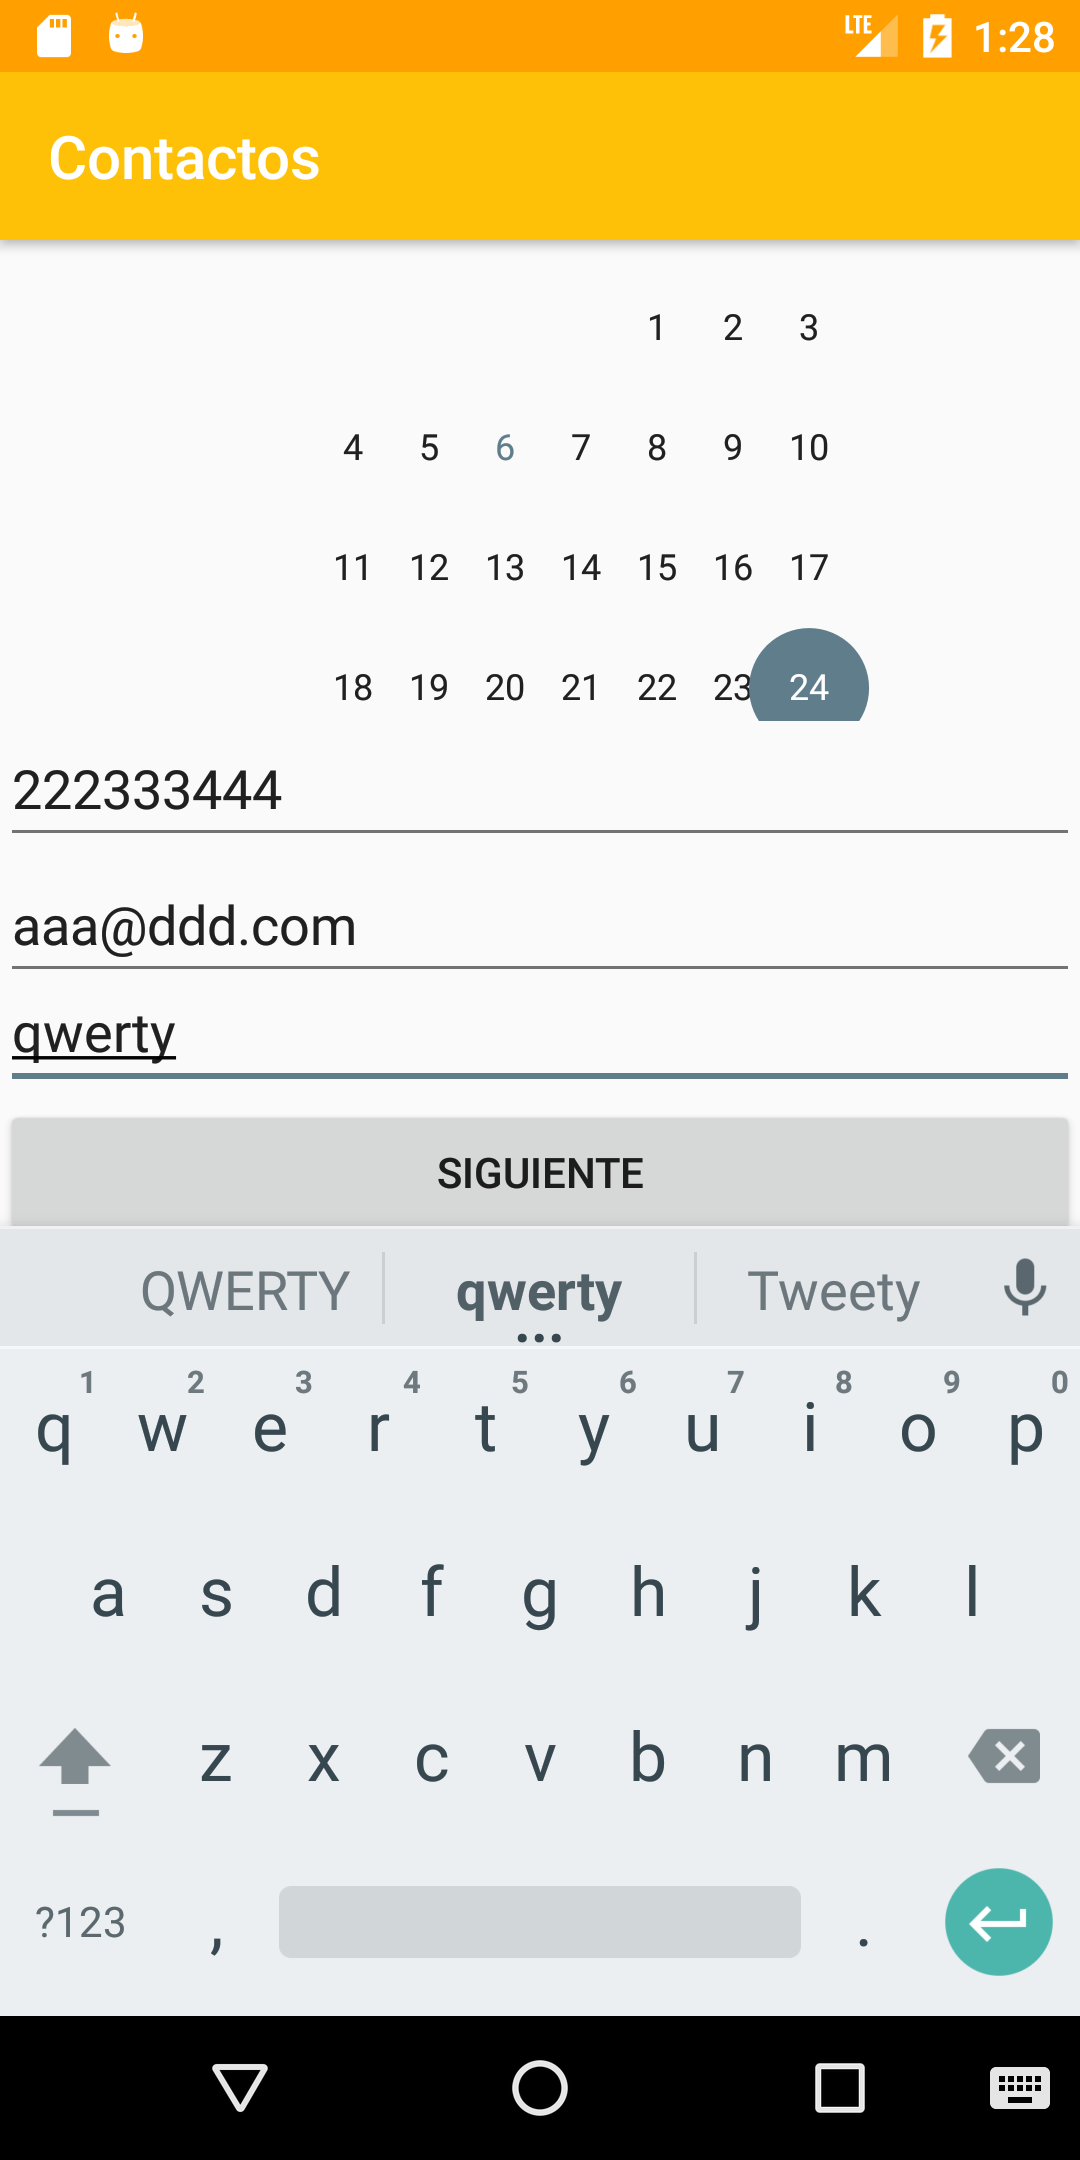 LTE 1:28
Contactos
1 2 3
4 5 6 7 8 9 10
11 12 13 14 15 16 17
18 19 20 21 22 23 24
222333444
aaa@ddd.com
qwerty
SIGUIENTE
QWERTY qwerty Tweety
1 2 3 4 5 6 7 8 9 0
q w e r t y u i o p
a s d f g h j k l
z x c v b n m
?123 , .